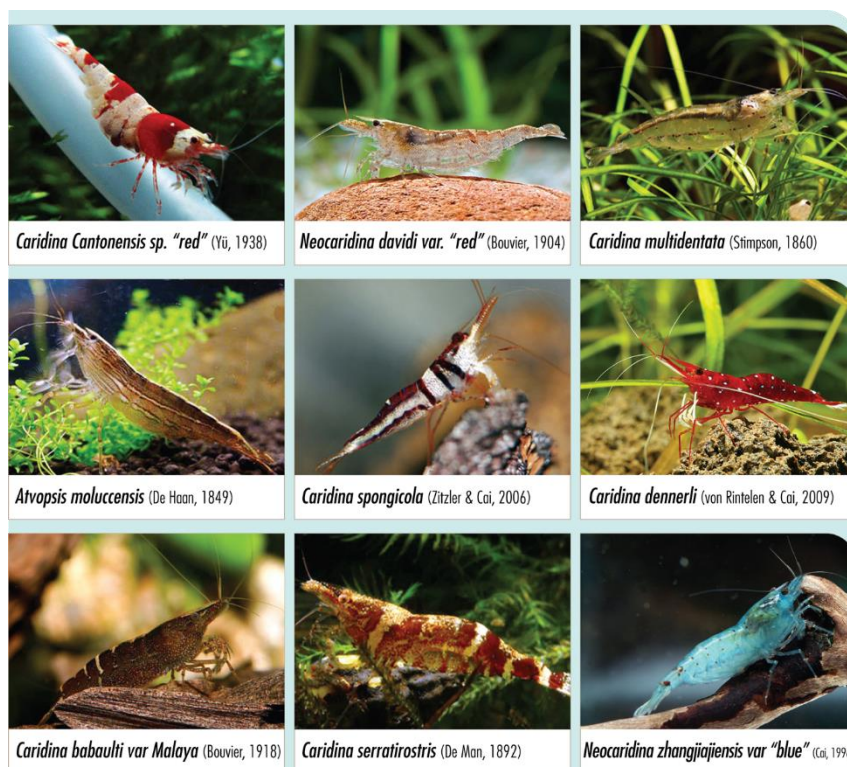 Caridina Cantonensis sp. "red" (Yü, 1938)
Neocaridina davidi var. "red" (Bouvier, 1904)
Caridina multidentata (Stimpson, 1860)
Atvopsis moluccensis (De Haan, 1849)
Caridina spongicola (Zitzler & Cai, 2006)
Caridina dennerli (von Rintelen & Cai, 2009)
Caridina babaulti var Malaya (Bouvier, 1918)
Caridina serratirostris (De Man, 1892)
Neocaridina zhangjiajiensis var "blue" (Cai,